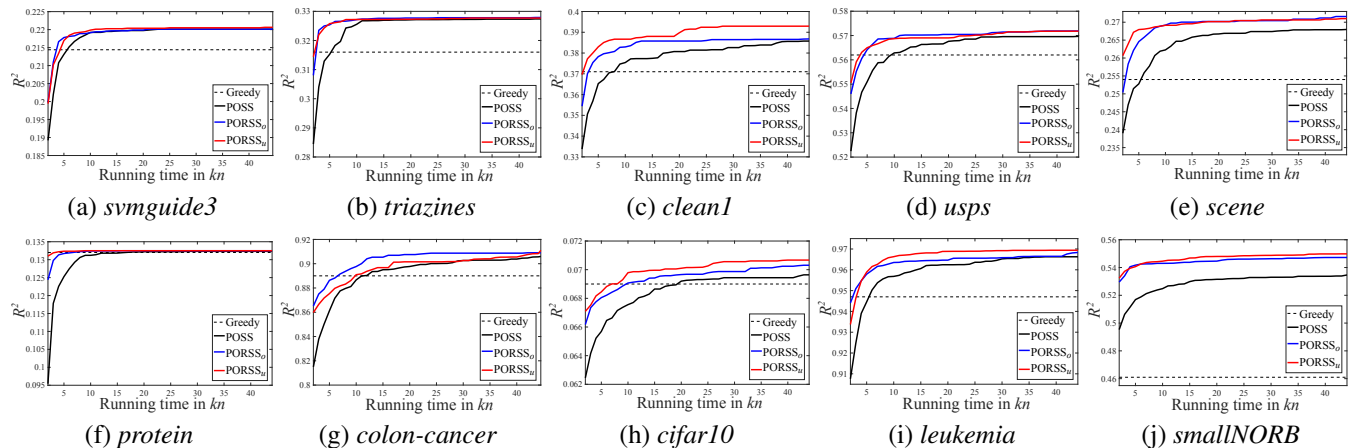 0.225
0.22
0.215
0.21
0.205
0.2
0.195
0.19
0.185
R²
Greedy
POSS
PORSSₒ
PORSSᵤ
5 10 15 20 25 30 35 40
Running time in kn
(a) svmguide3
0.33
0.32
0.31
0.3
0.29
0.28
R²
Greedy
POSS
PORSSₒ
PORSSᵤ
5 10 15 20 25 30 35 40
Running time in kn
(b) triazines
0.4
0.39
0.38
0.37
0.36
0.35
0.34
0.33
R²
Greedy
POSS
PORSSₒ
PORSSᵤ
5 10 15 20 25 30 35 40
Running time in kn
(c) clean1
0.58
0.57
0.56
0.55
0.54
0.53
0.52
R²
Greedy
POSS
PORSSₒ
PORSSᵤ
5 10 15 20 25 30 35 40
Running time in kn
(d) usps
0.27
0.265
0.26
0.255
0.25
0.245
0.24
0.235
R²
Greedy
POSS
PORSSₒ
PORSSᵤ
5 10 15 20 25 30 35 40
Running time in kn
(e) scene
0.135
0.13
0.125
0.12
0.115
0.11
0.105
0.1
0.095
R²
Greedy
POSS
PORSSₒ
PORSSᵤ
5 10 15 20 25 30 35 40
Running time in kn
(f) protein
0.92
0.9
0.88
0.86
0.84
0.82
0.8
R²
Greedy
POSS
PORSSₒ
PORSSᵤ
5 10 15 20 25 30 35 40
Running time in kn
(g) colon-cancer
0.072
0.07
0.068
0.066
0.064
0.062
R²
Greedy
POSS
PORSSₒ
PORSSᵤ
5 10 15 20 25 30 35 40
Running time in kn
(h) cifar10
0.97
0.96
0.95
0.94
0.93
0.92
0.91
R²
Greedy
POSS
PORSSₒ
PORSSᵤ
5 10 15 20 25 30 35 40
Running time in kn
(i) leukemia
0.56
0.54
0.52
0.5
0.48
0.46
R²
Greedy
POSS
PORSSₒ
PORSSᵤ
5 10 15 20 25 30 35 40
Running time in kn
(j) smallNORB